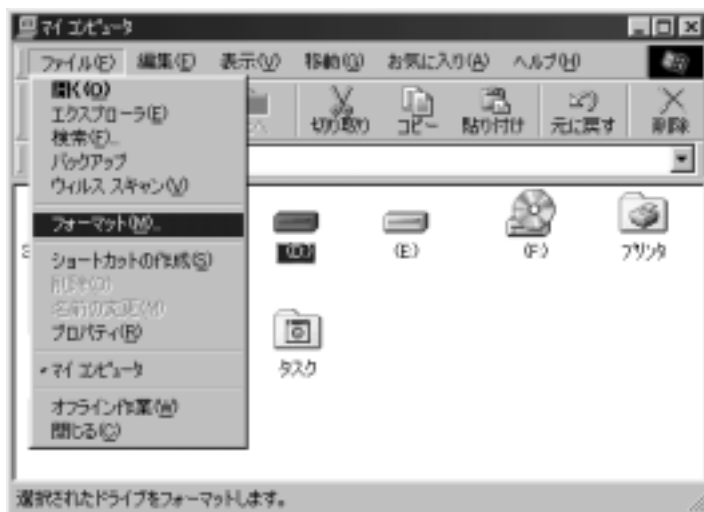 マイ コンピュータ
ファイル(F) 編集(E) 表示(V) 移動(G) お気に入り(A) ヘルプ(H)
切り取り コピー 貼り付け 元に戻す 削除
開く(O)
エクスプローラ(E)
検索(F)...
バックアップ
ウィルス スキャン(V)
フォーマット(M)...
ショートカットの作成(S)
削除(D)
名前の変更(M)
プロパティ(R)
マイ コンピュータ
オフライン作業(W)
閉じる(C)
(D:) (E:) (F:) プリンタ
タスク
選択されたドライブをフォーマットします。